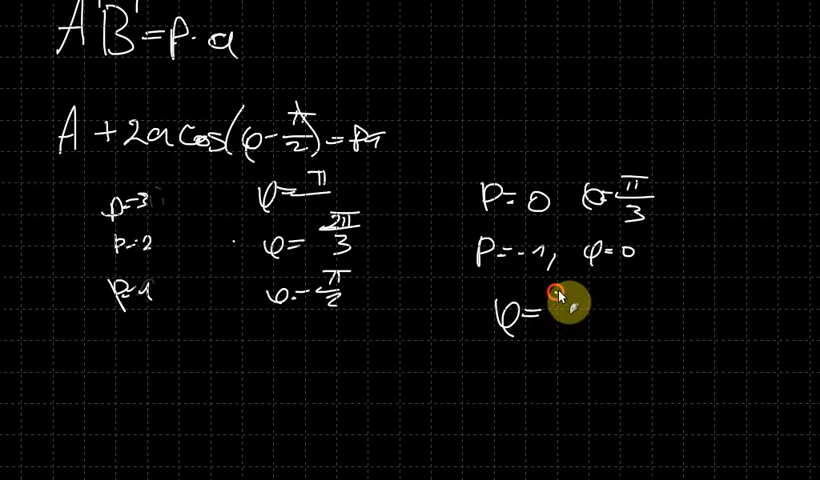 A'B' = p · a
A + 2a cos(φ - π/2) = pa
p=3 φ = π
p=2 φ = 2π/3
p=1 φ = π/2
p=0 φ = π/3
p=-1, φ=0
φ=